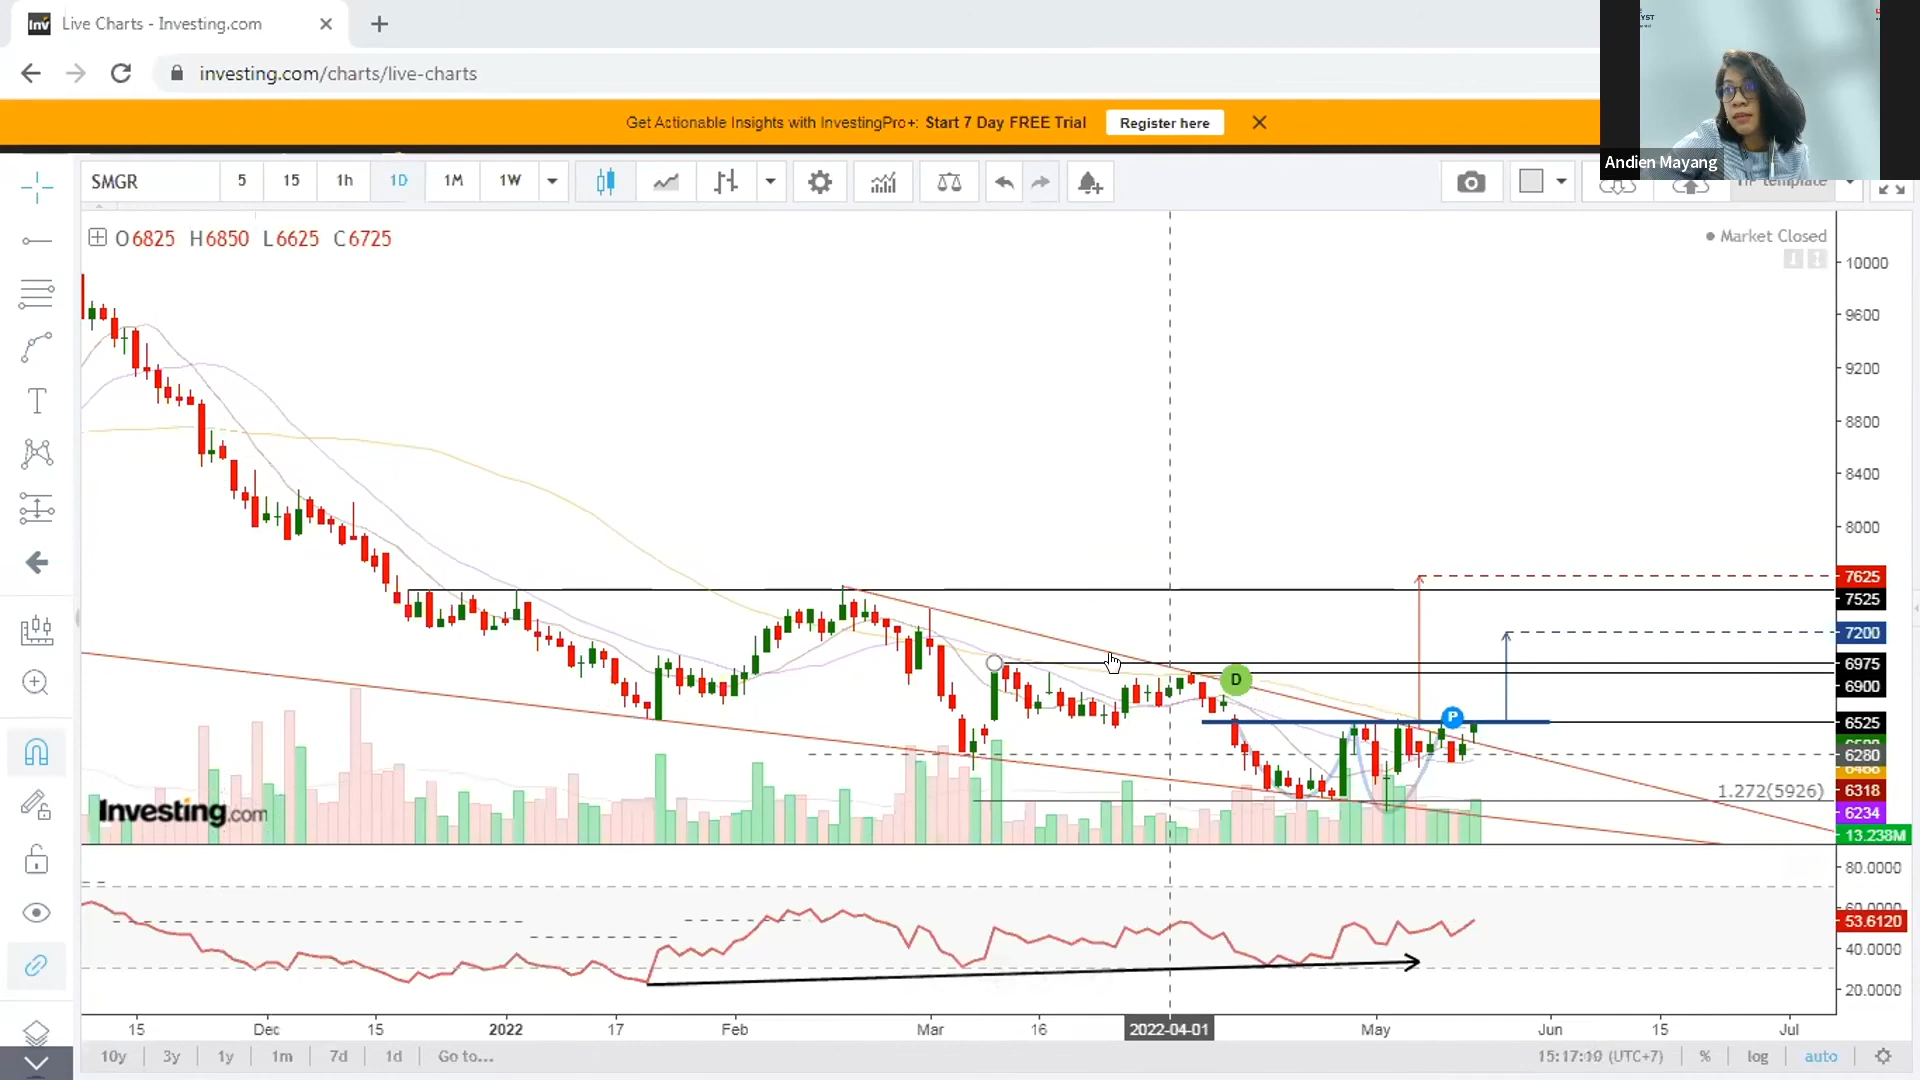 Inv Live Charts - Investing.com
investing.com/charts/live-charts
Get Actionable Insights with InvestingPro+: Start 7 Day FREE Trial Register here
Andien Mayang
SMGR 5 15 1h 1D 1M 1W
O6825 H6850 L6625 C6725
Market Closed
10000
9600
9200
8800
8400
8000
7625
7525
7200
6975
6900
D
P
6525
6280
1.272(5926)
6318
6234
13.238M
Investing.com
80.0000
53.6120
40.0000
20.0000
15 Dec 15 2022 17 Feb Mar 16 2022-04-01 May Jun 15 Jul
10y 3y 1y 1m 7d 1d Go to... (UTC+7) % log auto